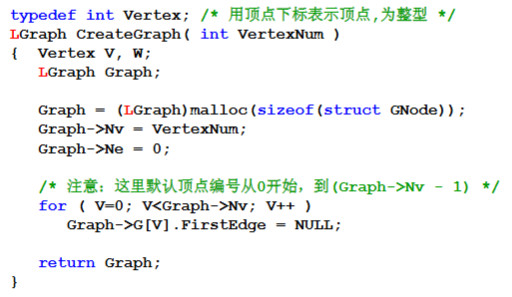 typedef int Vertex; /* 用顶点下标表示顶点,为整型 */
LGraph CreateGraph( int VertexNum )
{  Vertex V, W;
   LGraph Graph;

   Graph = (LGraph)malloc(sizeof(struct GNode));
   Graph->Nv = VertexNum;
   Graph->Ne = 0;

   /* 注意: 这里默认顶点编号从0开始, 到(Graph->Nv - 1) */
   for ( V=0; V<Graph->Nv; V++ )
      Graph->G[V].FirstEdge = NULL;

   return Graph;
}